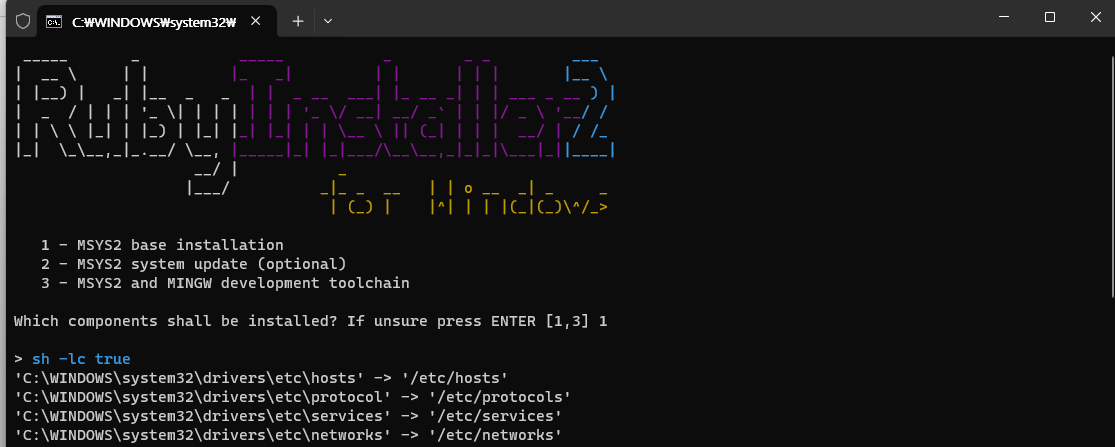 C:₩WINDOWS₩system32₩
RubyInstaller2
for Windows
1 - MSYS2 base installation
2 - MSYS2 system update (optional)
3 - MSYS2 and MINGW development toolchain
Which components shall be installed? If unsure press ENTER [1,3] 1
> sh -lc true
'C:\WINDOWS\system32\drivers\etc\hosts' -> '/etc/hosts'
'C:\WINDOWS\system32\drivers\etc\protocol' -> '/etc/protocols'
'C:\WINDOWS\system32\drivers\etc\services' -> '/etc/services'
'C:\WINDOWS\system32\drivers\etc\networks' -> '/etc/networks'